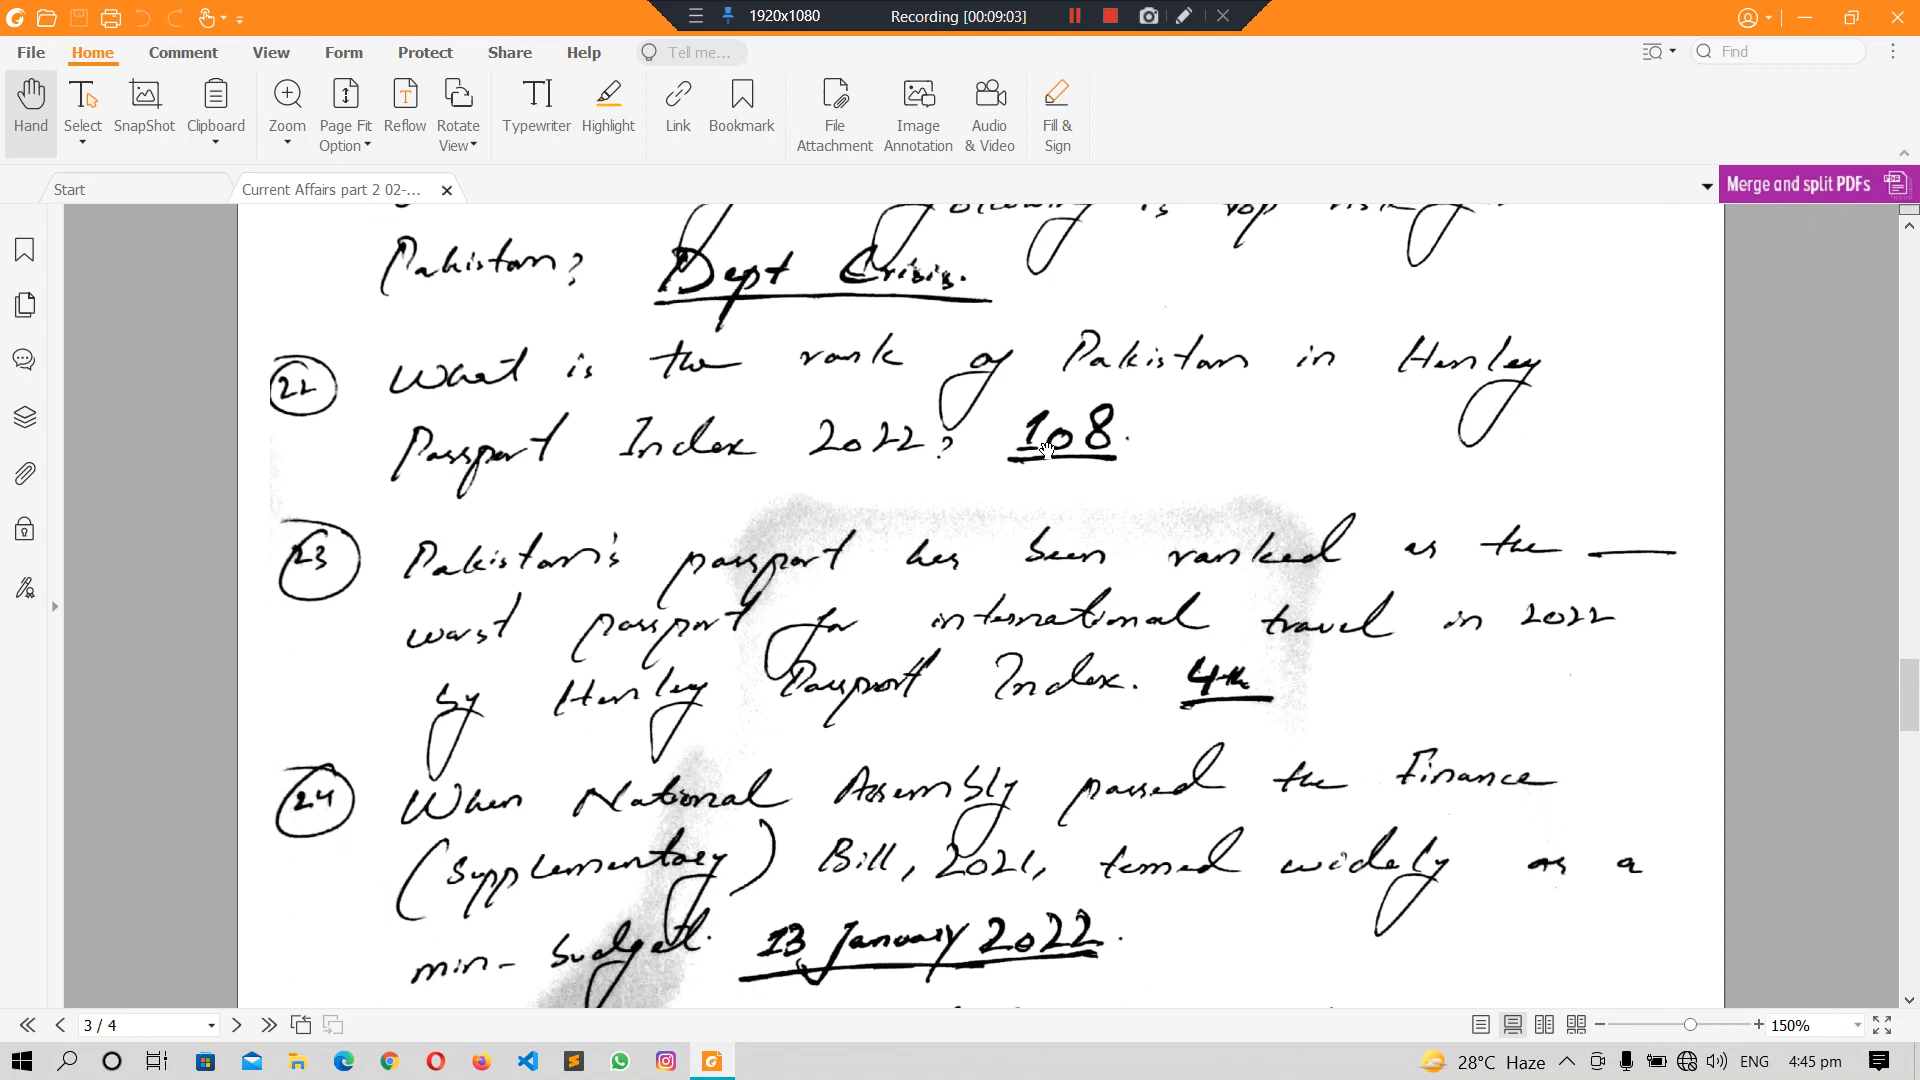 1920x1080 Recording [00:09:03]
File Home Comment View Form Protect Share Help Tell me... Find
Hand Select SnapShot Clipboard Zoom Page Fit Option Reflow Rotate View Typewriter Highlight Link Bookmark File Attachment Image Annotation Audio & Video Fill & Sign
Start Current Affairs part 2 02-... Merge and split PDFs
Pakistan? Dept Crisis.
22 What is the rank of Pakistan in Henley
Passport Index 2022? 108.
23 Pakistan's passport has been ranked as the ___
worst passport for international travel in 2022
by Henley Passport Index. 4th
24 When National Assembly passed the Finance
(Supplementary) Bill, 2021, temed widely as a
min- budget. 13 January 2022.
3 / 4 150%
28°C Haze ENG 4:45 pm